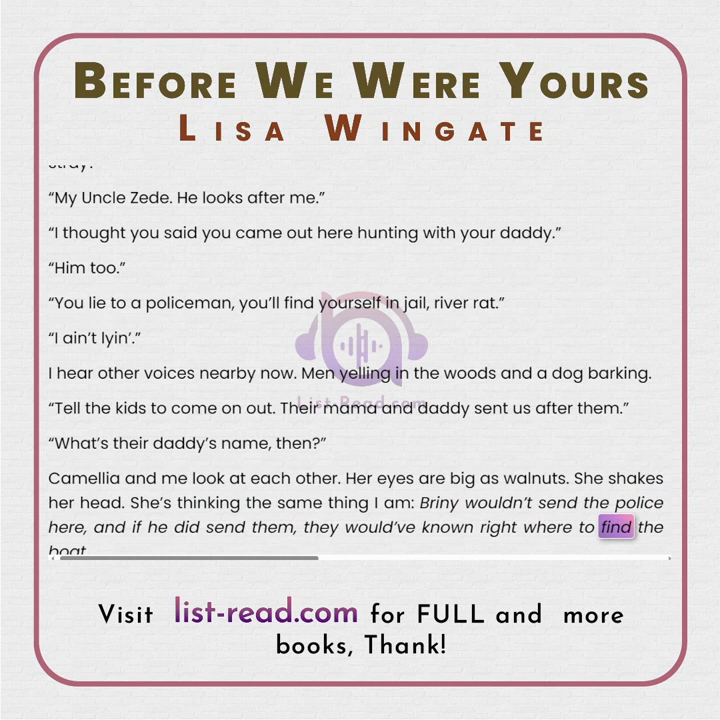 BEFORE WE WERE YOURS
LISA WINGATE
stray?
“My Uncle Zede. He looks after me.”
“I thought you said you came out here hunting with your daddy.”
“Him too.”
“You lie to a policeman, you’ll find yourself in jail, river rat.”
“I ain’t lyin’.”
I hear other voices nearby now. Men yelling in the woods and a dog barking.
List-Read.com
“Tell the kids to come on out. Their mama and daddy sent us after them.”
“What’s their daddy’s name, then?”
Camellia and me look at each other. Her eyes are big as walnuts. She shakes
her head. She’s thinking the same thing I am: Briny wouldn’t send the police
here, and if he did send them, they would’ve known right where to find the
boat
Visit list-read.com for FULL and more
books, Thank!